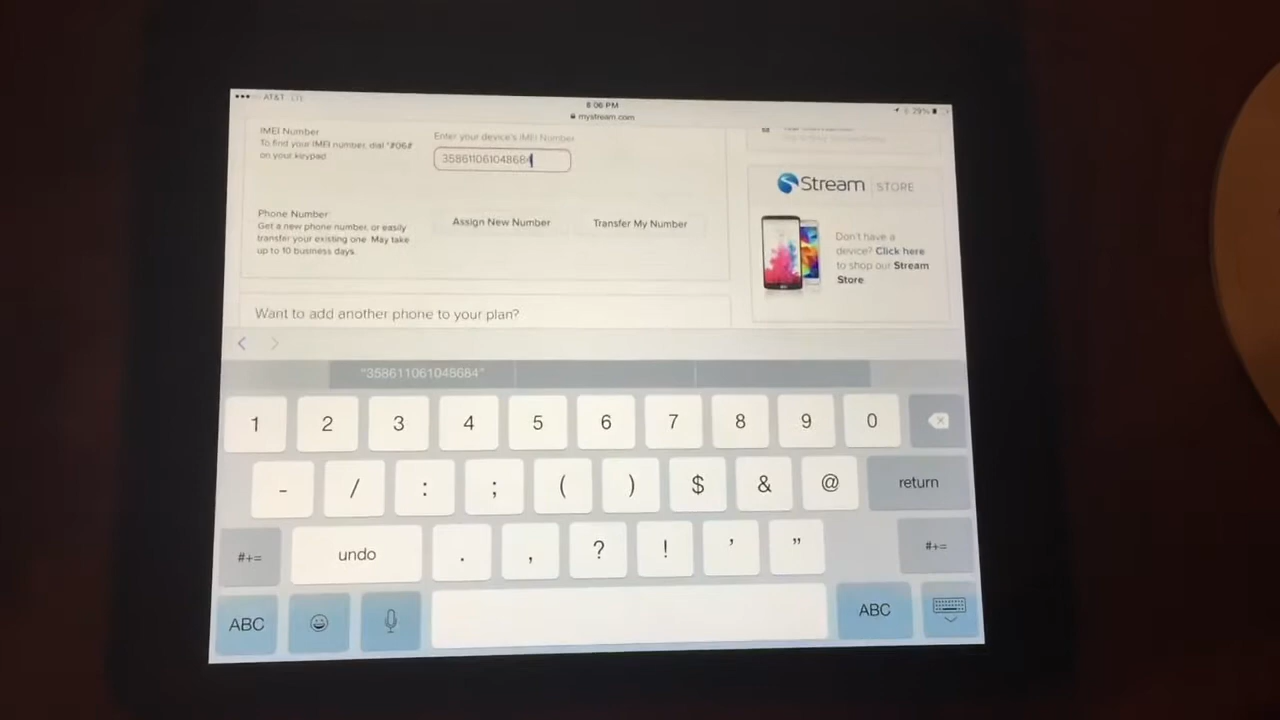 AT&T LTE
6:06 PM
29%
mystream.com
IMEI Number
To find your IMEI number, dial *#06#
on your keypad
Enter your device's IMEI Number
358611061048684
Phone Number
Get a new phone number, or easily
transfer your existing one. May take
up to 10 business days.
Assign New Number
Transfer My Number
Want to add another phone to your plan?
Stream STORE
Don't have a
device? Click here
to shop our Stream
Store
"358611061048684"
1 2 3 4 5 6 7 8 9 0
- / : ; ( ) $ & @ return
#+= undo . , ? ! ' " #+=
ABC ABC